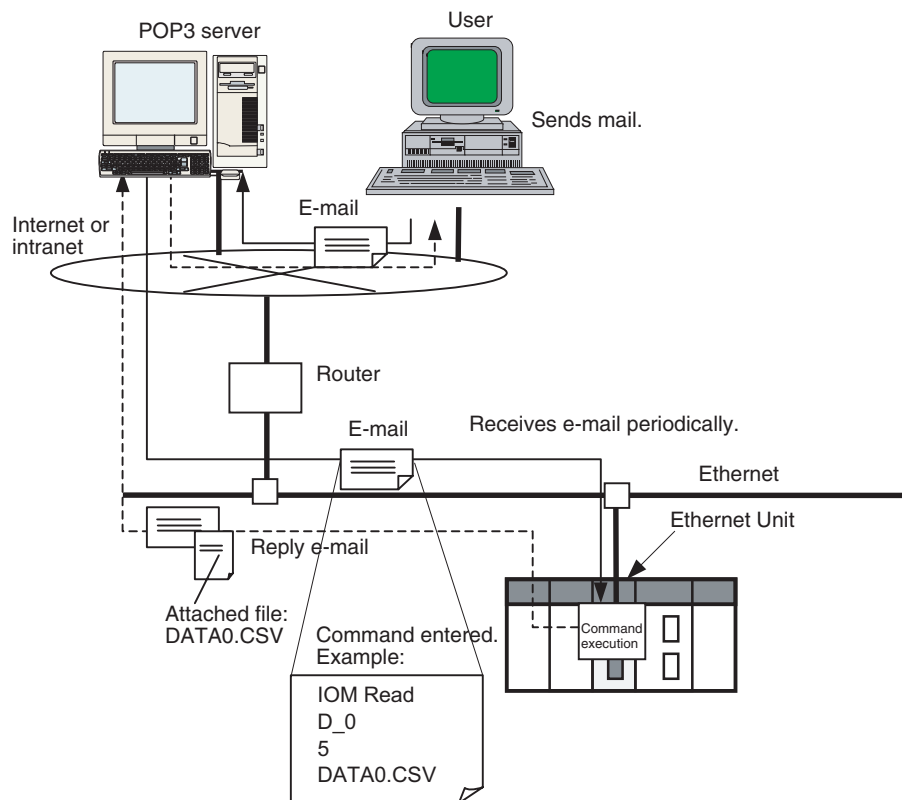 POP3 server
User
Sends mail.
E-mail
Internet or
intranet
Router
E-mail
Receives e-mail periodically.
Ethernet
Ethernet Unit
Reply e-mail
Attached file:
DATA0.CSV
Command
execution
Command entered.
Example:
IOM Read
D_0
5
DATA0.CSV